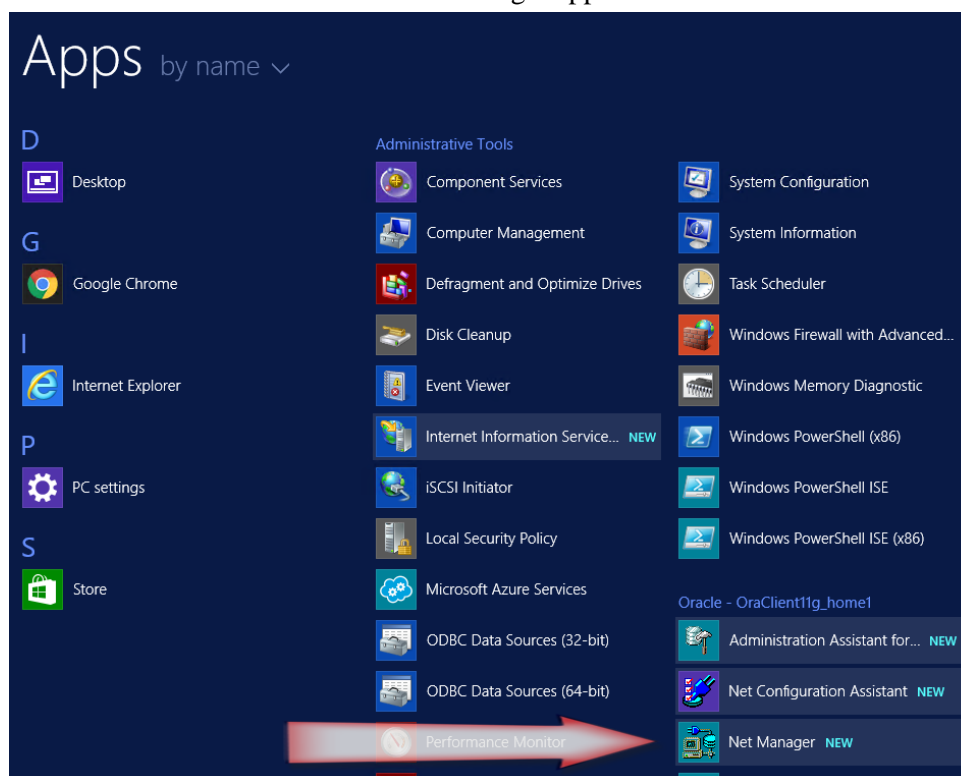 Apps by name
D
Desktop
G
Google Chrome
I
Internet Explorer
P
PC settings
S
Store
Administrative Tools
Component Services
Computer Management
Defragment and Optimize Drives
Disk Cleanup
Event Viewer
Internet Information Service... NEW
iSCSI Initiator
Local Security Policy
Microsoft Azure Services
ODBC Data Sources (32-bit)
ODBC Data Sources (64-bit)
Performance Monitor
System Configuration
System Information
Task Scheduler
Windows Firewall with Advanced...
Windows Memory Diagnostic
Windows PowerShell (x86)
Windows PowerShell ISE
Windows PowerShell ISE (x86)
Oracle - OraClient11g_home1
Administration Assistant for... NEW
Net Configuration Assistant NEW
Net Manager NEW